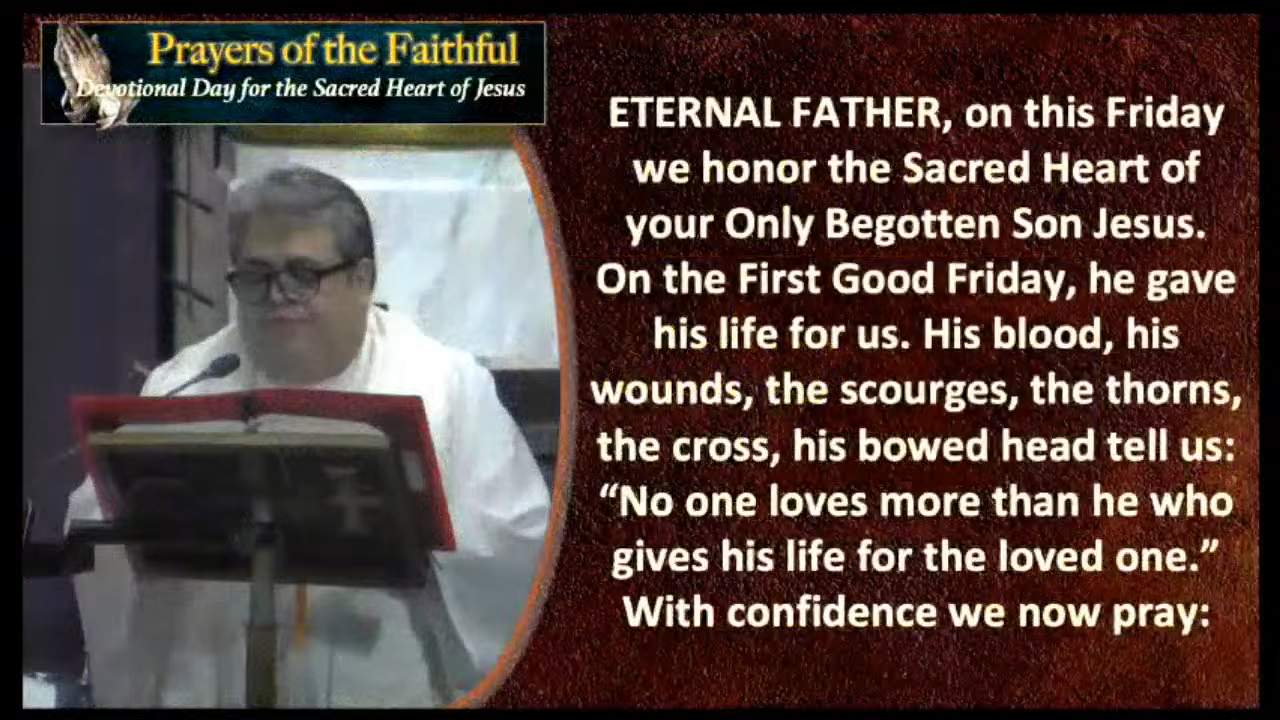 Prayers of the Faithful
Devotional Day for the Sacred Heart of Jesus
ETERNAL FATHER, on this Friday
we honor the Sacred Heart of
your Only Begotten Son Jesus.
On the First Good Friday, he gave
his life for us. His blood, his
wounds, the scourges, the thorns,
the cross, his bowed head tell us:
“No one loves more than he who
gives his life for the loved one.”
With confidence we now pray: